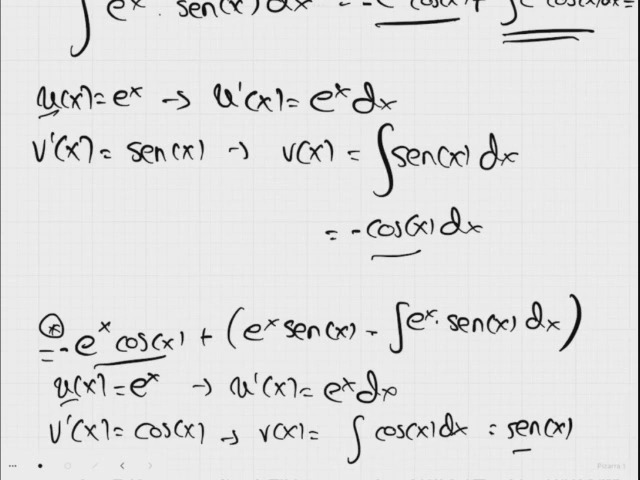 ∫ eˣ · sen(x) dx = -eˣ cos(x) + ∫ eˣ cos(x) dx =
u(x) = eˣ → u'(x) = eˣ dx
v'(x) = sen(x) → v(x) = ∫ sen(x) dx
= -cos(x) dx
(*)
= -eˣ cos(x) + (eˣ sen(x) - ∫ eˣ · sen(x) dx)
u(x) = eˣ → u'(x) = eˣ dx
v'(x) = cos(x) → v(x) = ∫ cos(x) dx = sen(x)